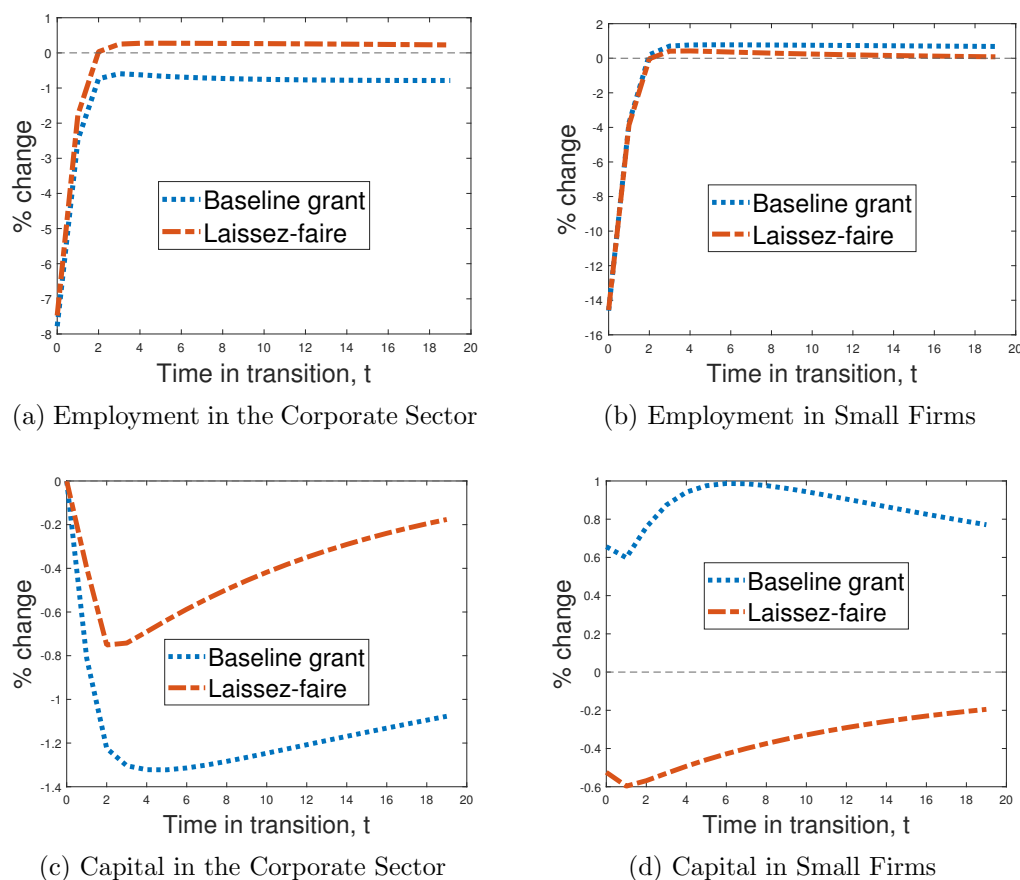 % change
1
0
-1
-2
-3
-4
-5
-6
-7
-8
Baseline grant
Laissez-faire
0 2 4 6 8 10 12 14 16 18 20
Time in transition, t
(a) Employment in the Corporate Sector
% change
2
0
-2
-4
-6
-8
-10
-12
-14
-16
Baseline grant
Laissez-faire
0 2 4 6 8 10 12 14 16 18 20
Time in transition, t
(b) Employment in Small Firms
% change
0
-0.2
-0.4
-0.6
-0.8
-1
-1.2
-1.4
Baseline grant
Laissez-faire
0 2 4 6 8 10 12 14 16 18 20
Time in transition, t
(c) Capital in the Corporate Sector
% change
1
0.8
0.6
0.4
0.2
0
-0.2
-0.4
-0.6
Baseline grant
Laissez-faire
0 2 4 6 8 10 12 14 16 18 20
Time in transition, t
(d) Capital in Small Firms